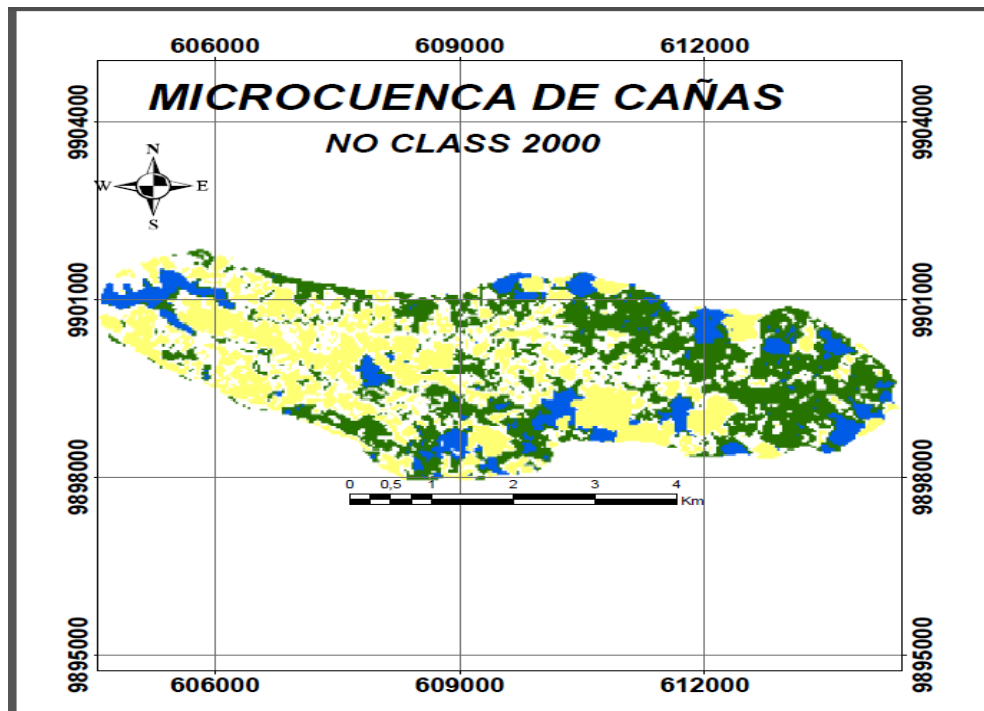 606000 609000 612000
MICROCUENCA DE CAÑAS
9904000 9904000
NO CLASS 2000
N
W E
S
9901000 9901000
9898000 9898000
0 0,5 1 2 3 4
Km
9895000 9895000
606000 609000 612000